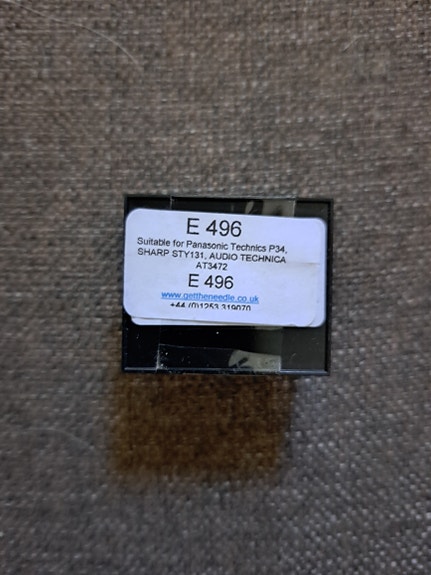 E 496
Suitable for Panasonic Technics P34,
SHARP STY131, AUDIO TECHNICA
AT3472
E 496
www.gettheneedle.co.uk
+44 (0)1253 319070